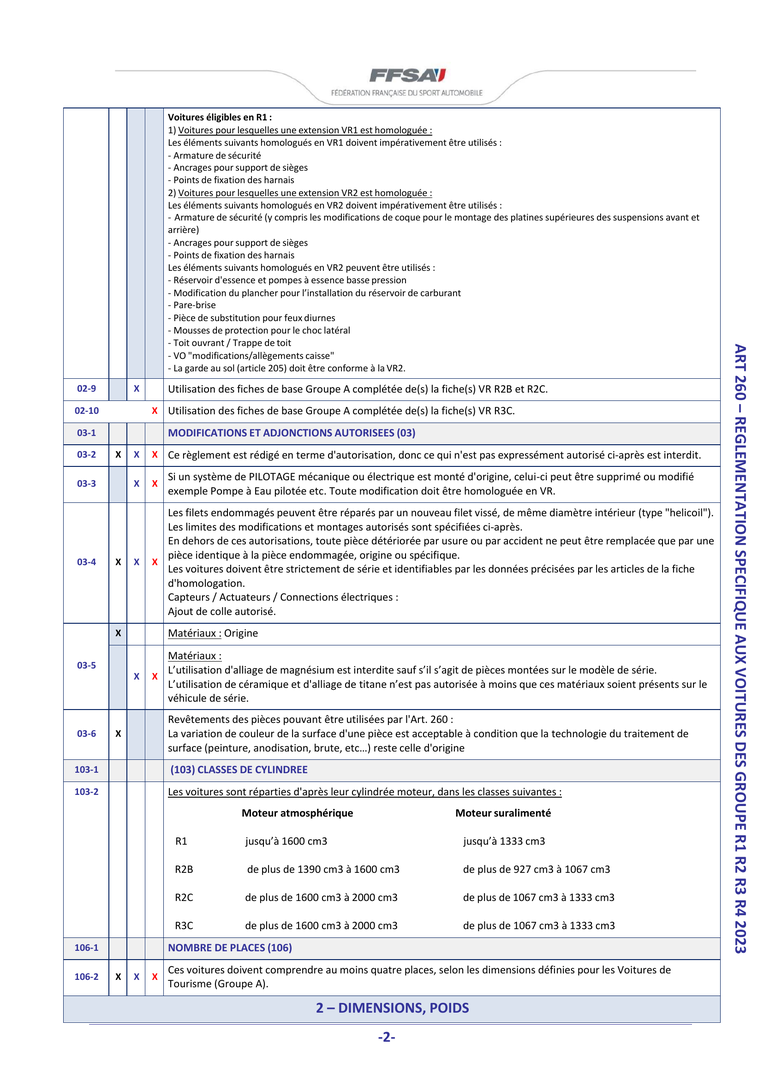 FFSA
FÉDÉRATION FRANÇAISE DU SPORT AUTOMOBILE
Voitures éligibles en R1 :
1) Voitures pour lesquelles une extension VR1 est homologuée :
Les éléments suivants homologués en VR1 doivent impérativement être utilisés :
- Armature de sécurité
- Ancrages pour support de sièges
- Points de fixation des harnais
2) Voitures pour lesquelles une extension VR2 est homologuée :
Les éléments suivants homologués en VR2 doivent impérativement être utilisés :
- Armature de sécurité (y compris les modifications de coque pour le montage des platines supérieures des suspensions avant et
arrière)
- Ancrages pour support de sièges
- Points de fixation des harnais
Les éléments suivants homologués en VR2 peuvent être utilisés :
- Réservoir d'essence et pompes à essence basse pression
- Modification du plancher pour l'installation du réservoir de carburant
- Pare-brise
- Pièce de substitution pour feux diurnes
- Mousses de protection pour le choc latéral
- Toit ouvrant / Trappe de toit
- VO "modifications/allègements caisse"
- La garde au sol (article 205) doit être conforme à la VR2.
02-9 X Utilisation des fiches de base Groupe A complétée de(s) la fiche(s) VR R2B et R2C.
02-10 X Utilisation des fiches de base Groupe A complétée de(s) la fiche(s) VR R3C.
03-1 MODIFICATIONS ET ADJONCTIONS AUTORISEES (03)
03-2 X X X Ce règlement est rédigé en terme d'autorisation, donc ce qui n'est pas expressément autorisé ci-après est interdit.
03-3 X X Si un système de PILOTAGE mécanique ou électrique est monté d'origine, celui-ci peut être supprimé ou modifié
exemple Pompe à Eau pilotée etc. Toute modification doit être homologuée en VR.
Les filets endommagés peuvent être réparés par un nouveau filet vissé, de même diamètre intérieur (type "helicoil").
Les limites des modifications et montages autorisés sont spécifiées ci-après.
En dehors de ces autorisations, toute pièce détériorée par usure ou par accident ne peut être remplacée que par une
pièce identique à la pièce endommagée, origine ou spécifique.
03-4 X X X Les voitures doivent être strictement de série et identifiables par les données précisées par les articles de la fiche
d'homologation.
Capteurs / Actuateurs / Connections électriques :
Ajout de colle autorisé.
03-5 X Matériaux : Origine
X X Matériaux :
L'utilisation d'alliage de magnésium est interdite sauf s'il s'agit de pièces montées sur le modèle de série.
L'utilisation de céramique et d'alliage de titane n'est pas autorisée à moins que ces matériaux soient présents sur le
véhicule de série.
03-6 X Revêtements des pièces pouvant être utilisées par l'Art. 260 :
La variation de couleur de la surface d'une pièce est acceptable à condition que la technologie du traitement de
surface (peinture, anodisation, brute, etc…) reste celle d'origine
103-1 (103) CLASSES DE CYLINDREE
103-2 Les voitures sont réparties d'après leur cylindrée moteur, dans les classes suivantes :
Moteur atmosphérique Moteur suralimenté
R1 jusqu'à 1600 cm3 jusqu'à 1333 cm3
R2B de plus de 1390 cm3 à 1600 cm3 de plus de 927 cm3 à 1067 cm3
R2C de plus de 1600 cm3 à 2000 cm3 de plus de 1067 cm3 à 1333 cm3
R3C de plus de 1600 cm3 à 2000 cm3 de plus de 1067 cm3 à 1333 cm3
106-1 NOMBRE DE PLACES (106)
106-2 X X X Ces voitures doivent comprendre au moins quatre places, selon les dimensions définies pour les Voitures de
Tourisme (Groupe A).
2 – DIMENSIONS, POIDS
-2-
ART 260 – REGLEMENTATION SPECIFIQUE AUX VOITURES DES GROUPE R1 R2 R3 R4 2023